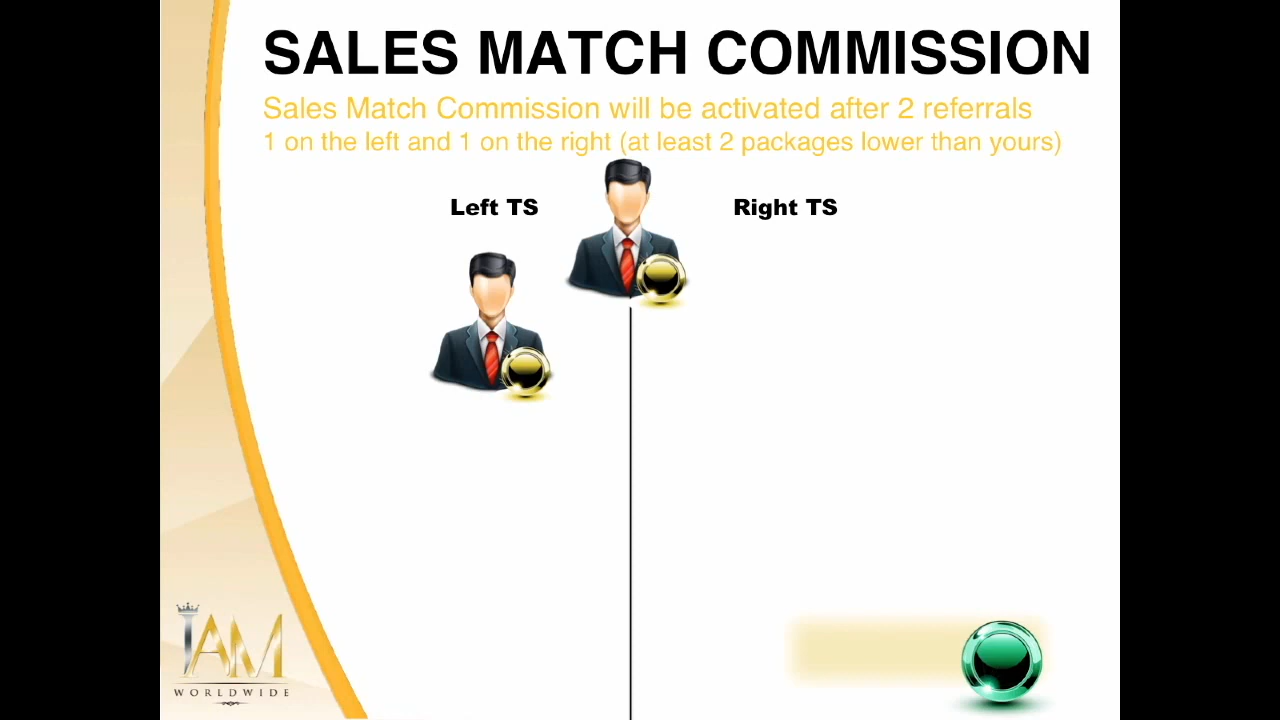 SALES MATCH COMMISSION
Sales Match Commission will be activated after 2 referrals
1 on the left and 1 on the right (at least 2 packages lower than yours)
Left TS
Right TS
IAM
WORLDWIDE